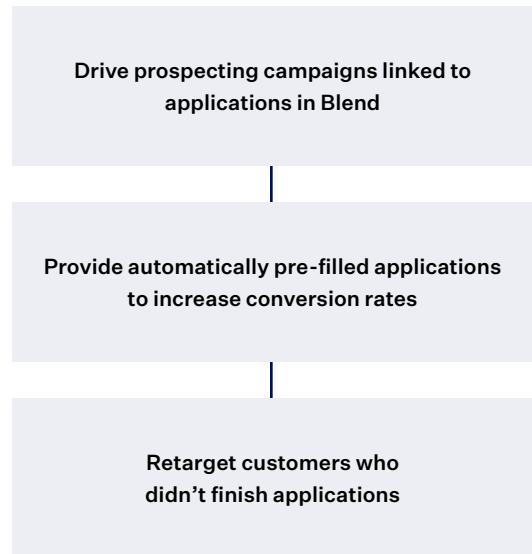 Drive prospecting campaigns linked to
applications in Blend
Provide automatically pre-filled applications
to increase conversion rates
Retarget customers who
didn’t finish applications